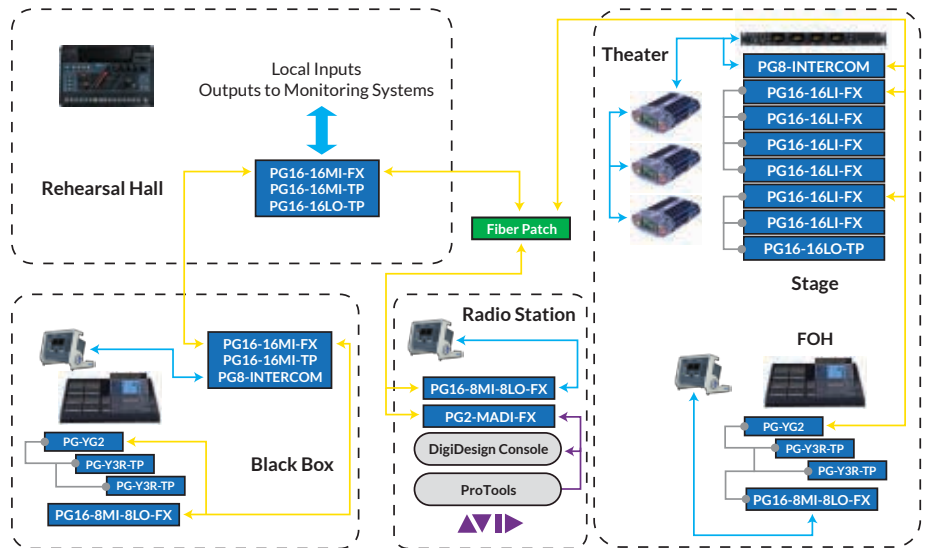 Local Inputs
Outputs to Monitoring Systems
Rehearsal Hall
PG16-16MI-FX
PG16-16MI-TP
PG16-16LO-TP
Fiber Patch
Theater
PG8-INTERCOM
PG16-16LI-FX
PG16-16LI-FX
PG16-16LI-FX
PG16-16LI-FX
PG16-16LI-FX
PG16-16LI-FX
PG16-16LO-TP
Stage
PG16-16MI-FX
PG16-16MI-TP
PG8-INTERCOM
PG-YG2
PG-Y3R-TP
PG-Y3R-TP
Black Box
PG16-8MI-8LO-FX
Radio Station
PG16-8MI-8LO-FX
PG2-MADI-FX
DigiDesign Console
ProTools
AVID
FOH
PG-YG2
PG-Y3R-TP
PG-Y3R-TP
PG16-8MI-8LO-FX